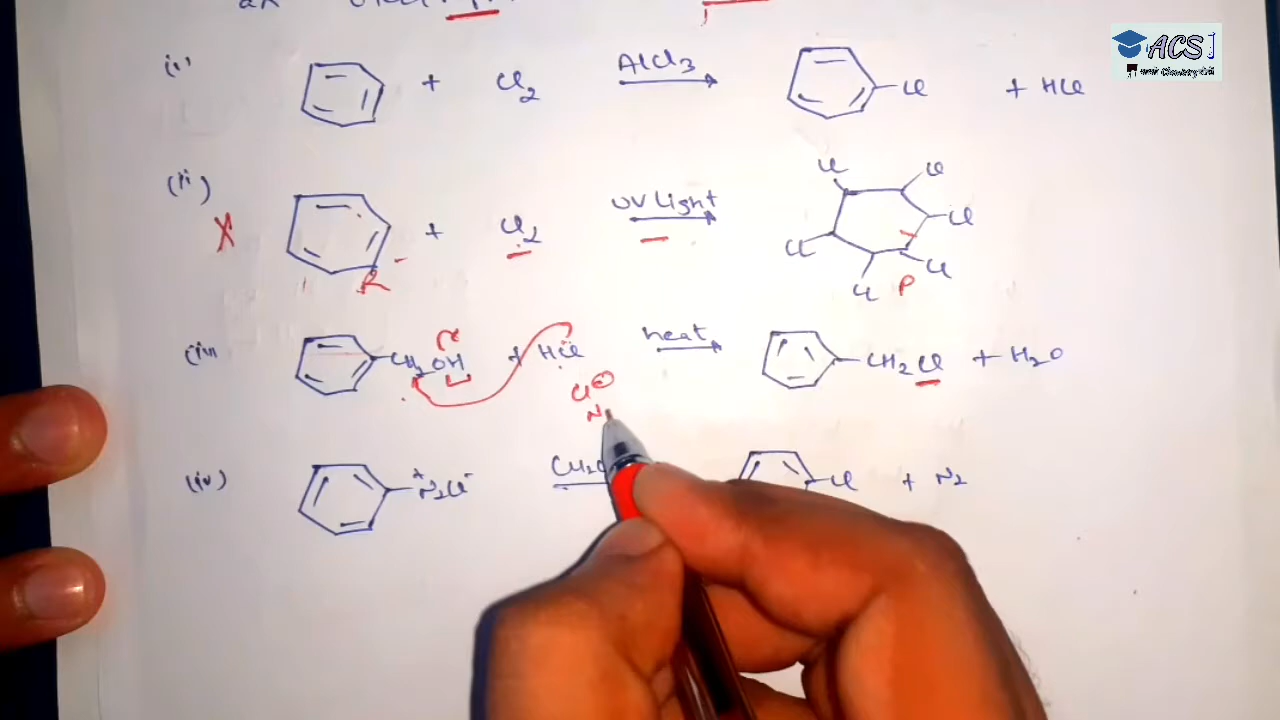 ACS
(i) + Cl2 AlCl3 Cl + HCl
(ii) + Cl2 UV Light Cl Cl Cl Cl Cl Cl
X R P
(iii) CH2OH + HCl heat CH2Cl + H2O
Cl⊖
N
(iv) +N2Cl- Cl + N2